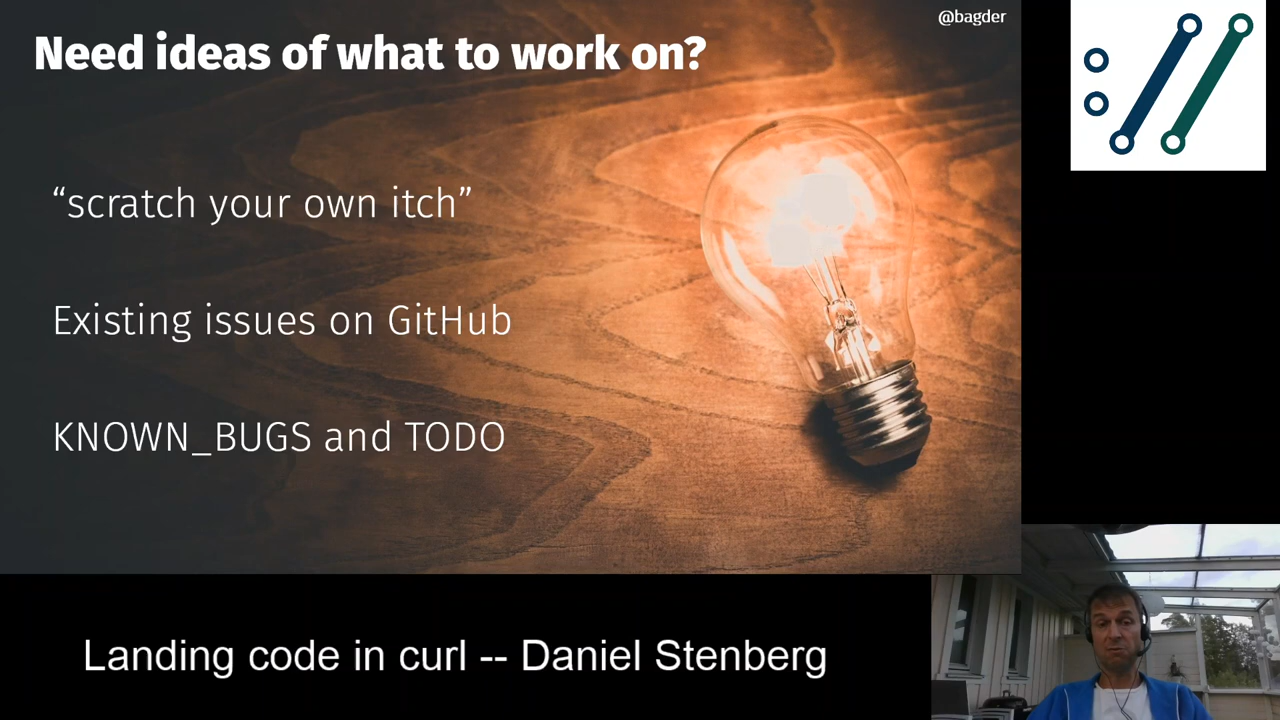 @bagder
Need ideas of what to work on?
“scratch your own itch”
Existing issues on GitHub
KNOWN_BUGS and TODO
Landing code in curl -- Daniel Stenberg